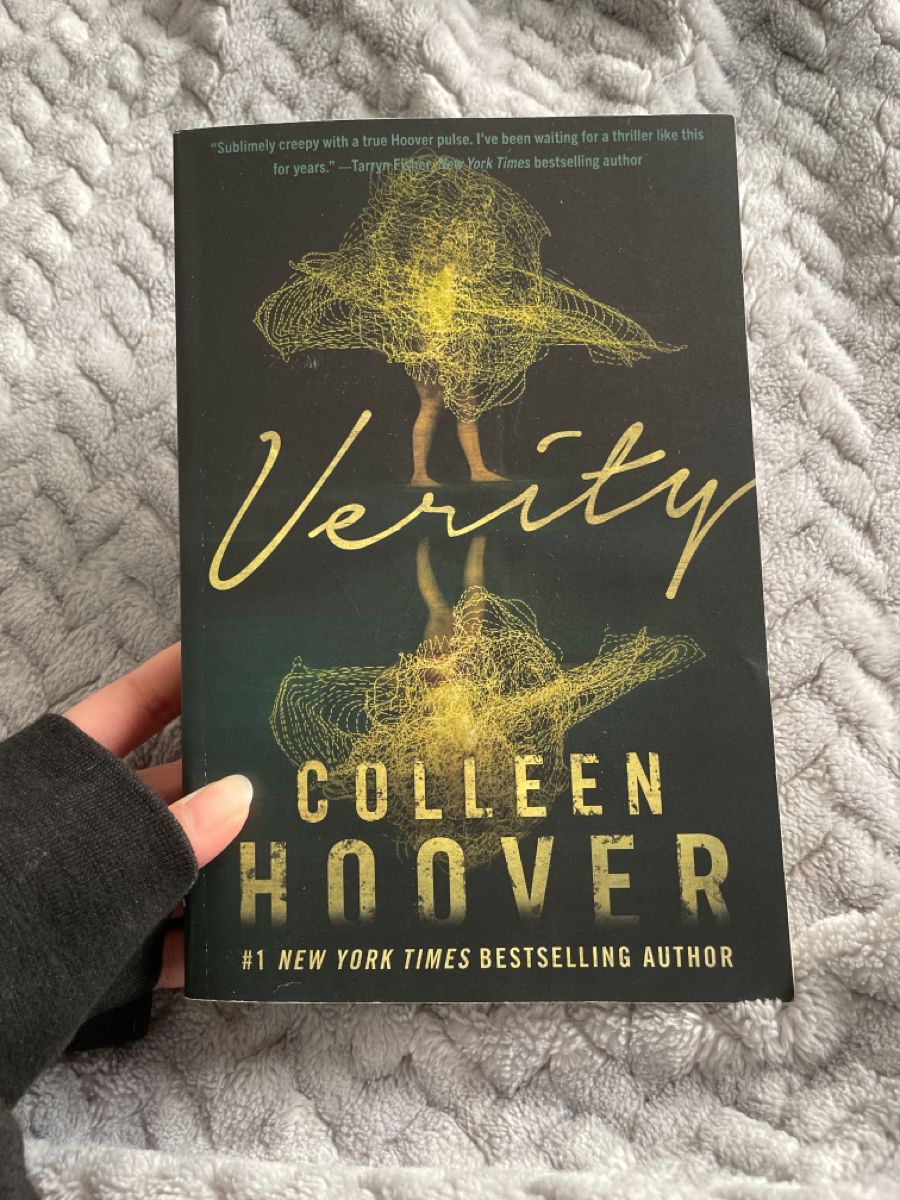 “Sublimely creepy with a true Hoover pulse. I've been waiting for a thriller like this
for years.” —Tarryn Fisher, New York Times bestselling author
Verity
COLLEEN
HOOVER
#1 NEW YORK TIMES BESTSELLING AUTHOR